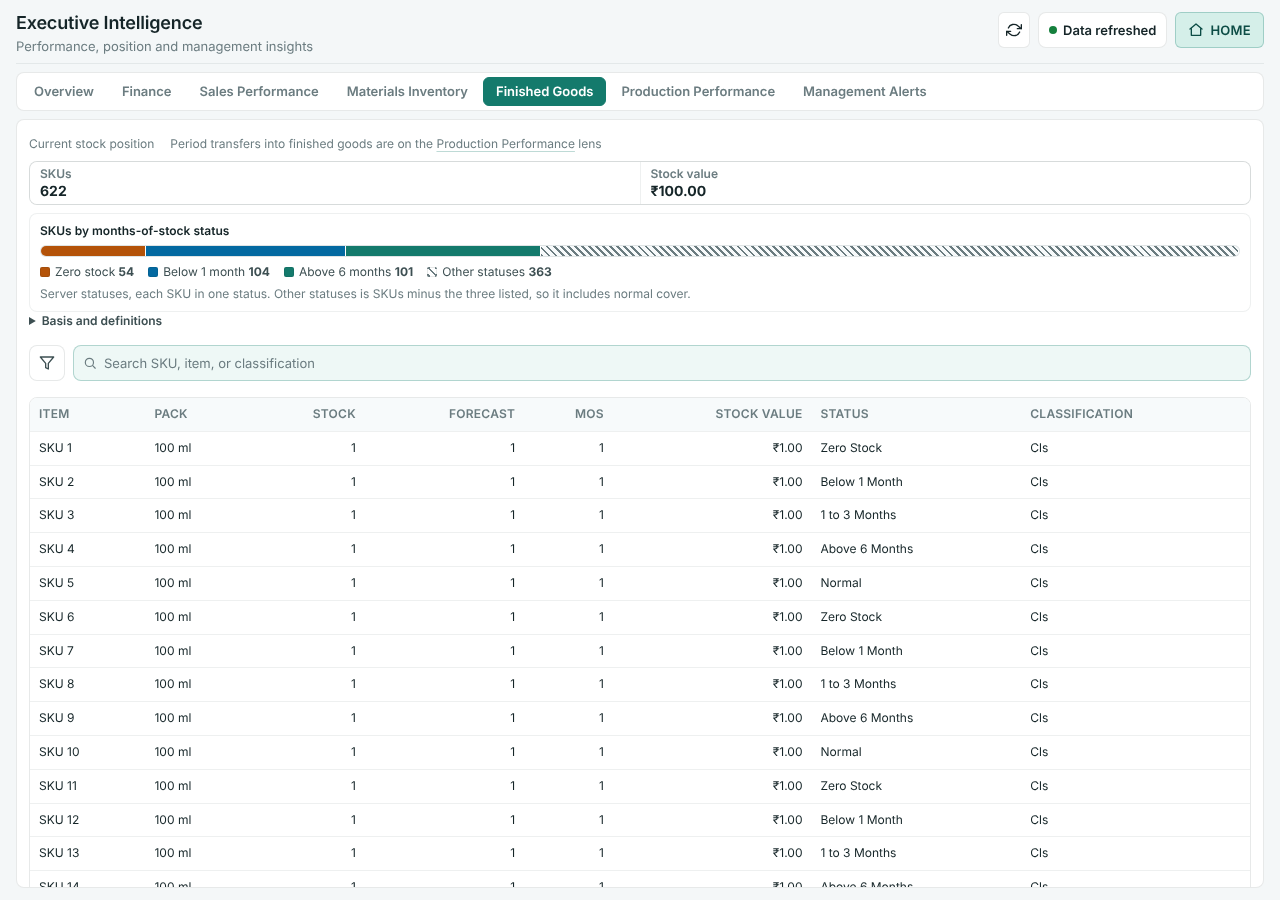 Executive Intelligence
Performance, position and management insights
Data refreshed
HOME
Overview Finance Sales Performance Materials Inventory Finished Goods Production Performance Management Alerts
Current stock position Period transfers into finished goods are on the Production Performance lens
SKUs Stock value
622 ₹100.00
SKUs by months-of-stock status
Zero stock 54 Below 1 month 104 Above 6 months 101 Other statuses 363
Server statuses, each SKU in one status. Other statuses is SKUs minus the three listed, so it includes normal cover.
Basis and definitions
Search SKU, item, or classification
ITEM PACK STOCK FORECAST MOS STOCK VALUE STATUS CLASSIFICATION
SKU 1 100 ml 1 1 1 ₹1.00 Zero Stock Cls
SKU 2 100 ml 1 1 1 ₹1.00 Below 1 Month Cls
SKU 3 100 ml 1 1 1 ₹1.00 1 to 3 Months Cls
SKU 4 100 ml 1 1 1 ₹1.00 Above 6 Months Cls
SKU 5 100 ml 1 1 1 ₹1.00 Normal Cls
SKU 6 100 ml 1 1 1 ₹1.00 Zero Stock Cls
SKU 7 100 ml 1 1 1 ₹1.00 Below 1 Month Cls
SKU 8 100 ml 1 1 1 ₹1.00 1 to 3 Months Cls
SKU 9 100 ml 1 1 1 ₹1.00 Above 6 Months Cls
SKU 10 100 ml 1 1 1 ₹1.00 Normal Cls
SKU 11 100 ml 1 1 1 ₹1.00 Zero Stock Cls
SKU 12 100 ml 1 1 1 ₹1.00 Below 1 Month Cls
SKU 13 100 ml 1 1 1 ₹1.00 1 to 3 Months Cls
SKU 14 100 ml 1 1 1 ₹1.00 Above 6 Months Cls